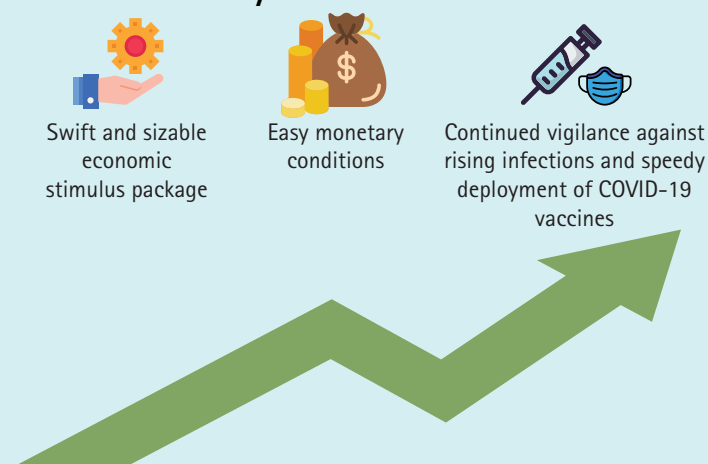 Swift and sizable
economic
stimulus package
Easy monetary
conditions
Continued vigilance against
rising infections and speedy
deployment of COVID-19
vaccines
$